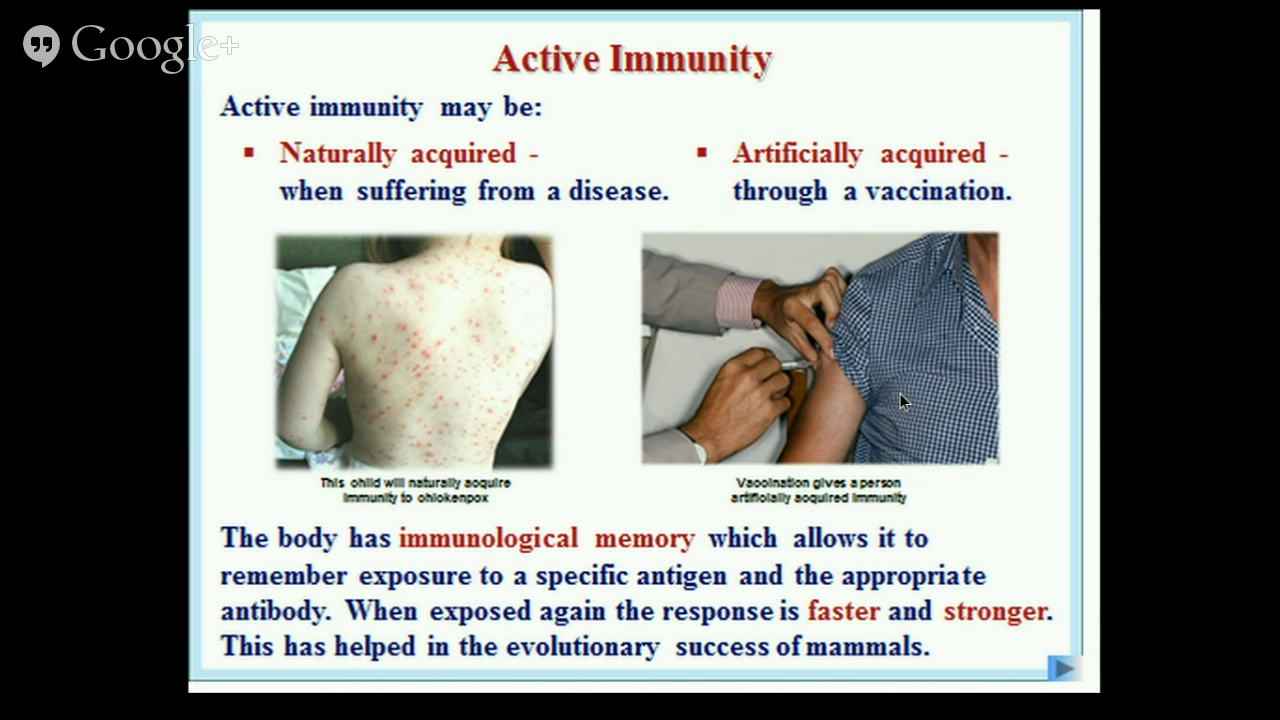 Google+
Active Immunity
Active immunity may be:
▪ Naturally acquired -
when suffering from a disease.
▪ Artificially acquired -
through a vaccination.
This child will naturally acquire
immunity to chickenpox
Vaccination gives a person
artificially acquired immunity
The body has immunological memory which allows it to
remember exposure to a specific antigen and the appropriate
antibody. When exposed again the response is faster and stronger.
This has helped in the evolutionary success of mammals.